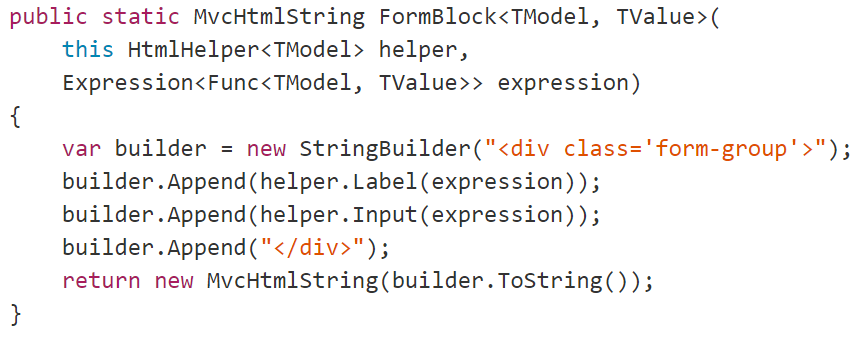 public static MvcHtmlString FormBlock<TModel, TValue>(
    this HtmlHelper<TModel> helper,
    Expression<Func<TModel, TValue>> expression)
{
    var builder = new StringBuilder("<div class='form-group'>");
    builder.Append(helper.Label(expression));
    builder.Append(helper.Input(expression));
    builder.Append("</div>");
    return new MvcHtmlString(builder.ToString());
}